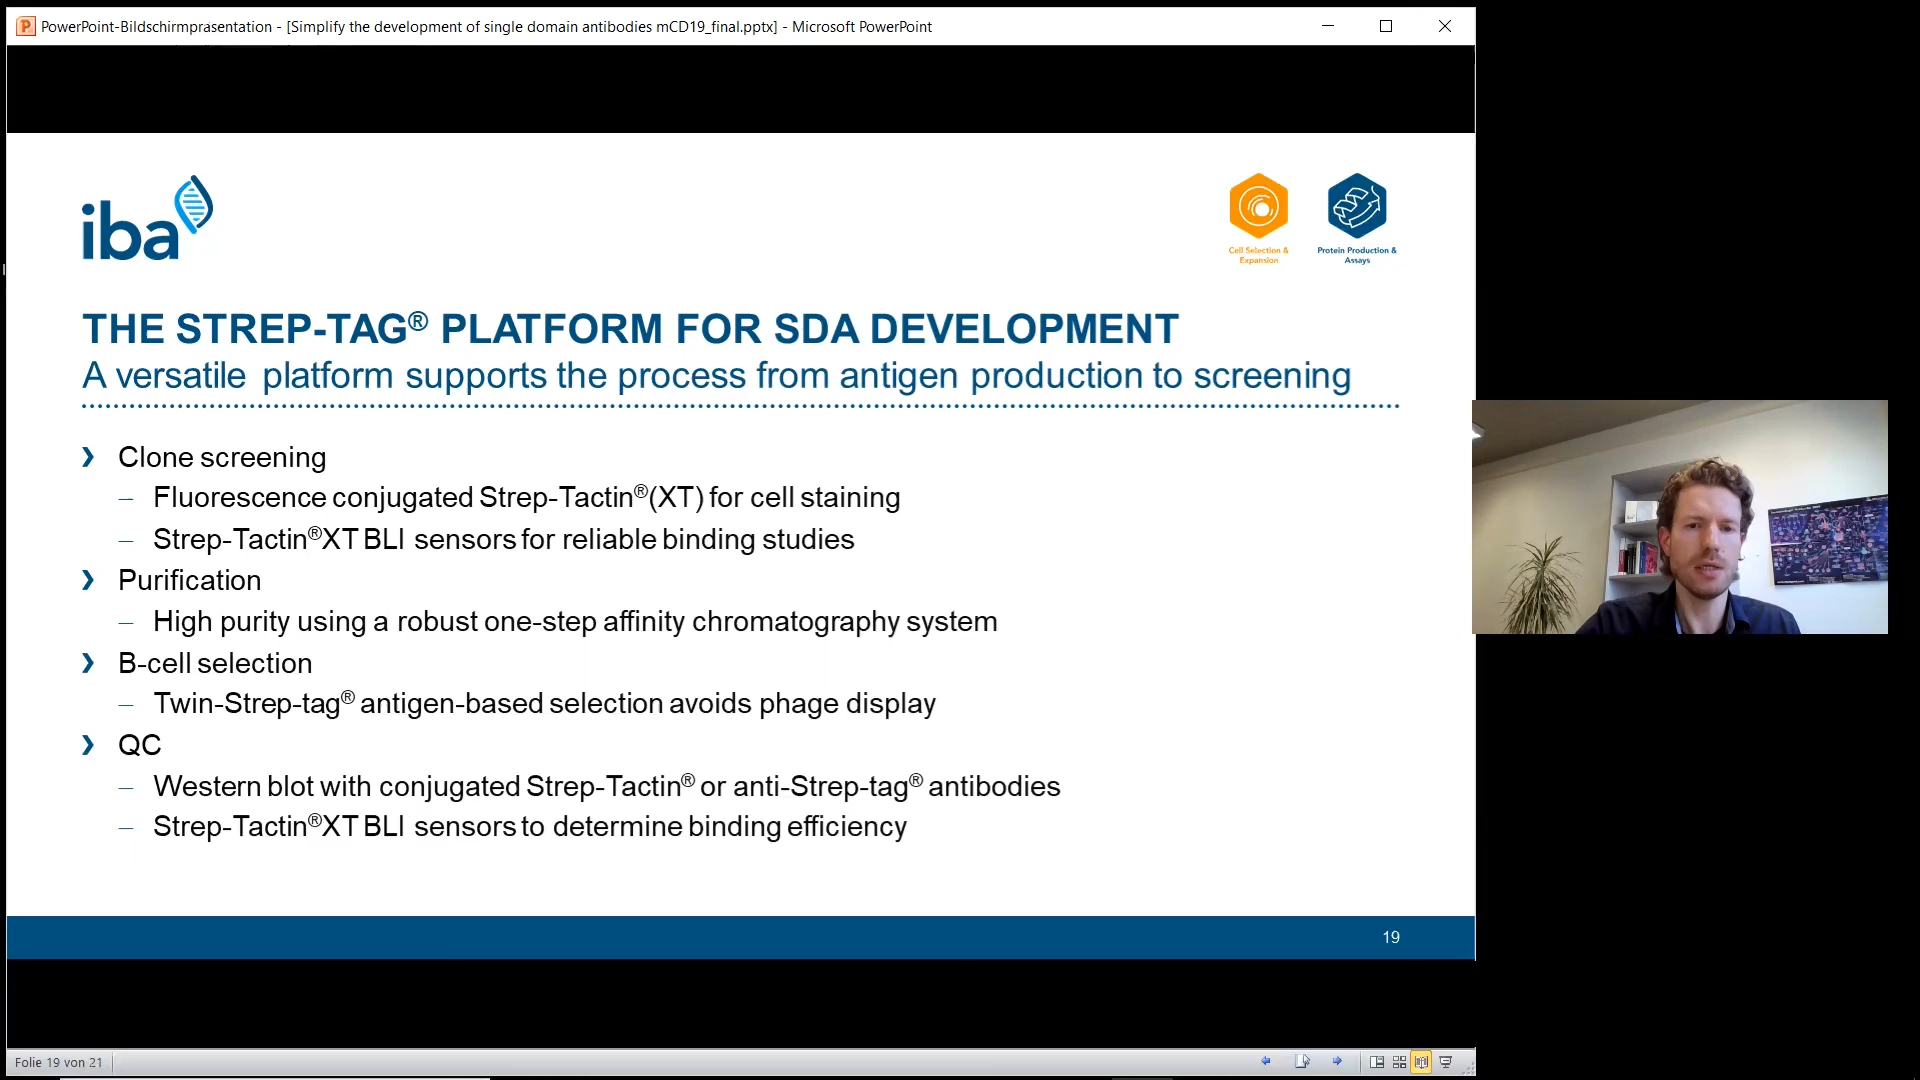 PowerPoint-Bildschirmpräsentation - [Simplify the development of single domain antibodies mCD19_final.pptx] - Microsoft PowerPoint
iba
Cell Selection &
Expansion
Protein Production &
Assays
THE STREP-TAG® PLATFORM FOR SDA DEVELOPMENT
A versatile platform supports the process from antigen production to screening
› Clone screening
– Fluorescence conjugated Strep-Tactin®(XT) for cell staining
– Strep-Tactin®XT BLI sensors for reliable binding studies
› Purification
– High purity using a robust one-step affinity chromatography system
› B-cell selection
– Twin-Strep-tag® antigen-based selection avoids phage display
› QC
– Western blot with conjugated Strep-Tactin® or anti-Strep-tag® antibodies
– Strep-Tactin®XT BLI sensors to determine binding efficiency
19
Folie 19 von 21